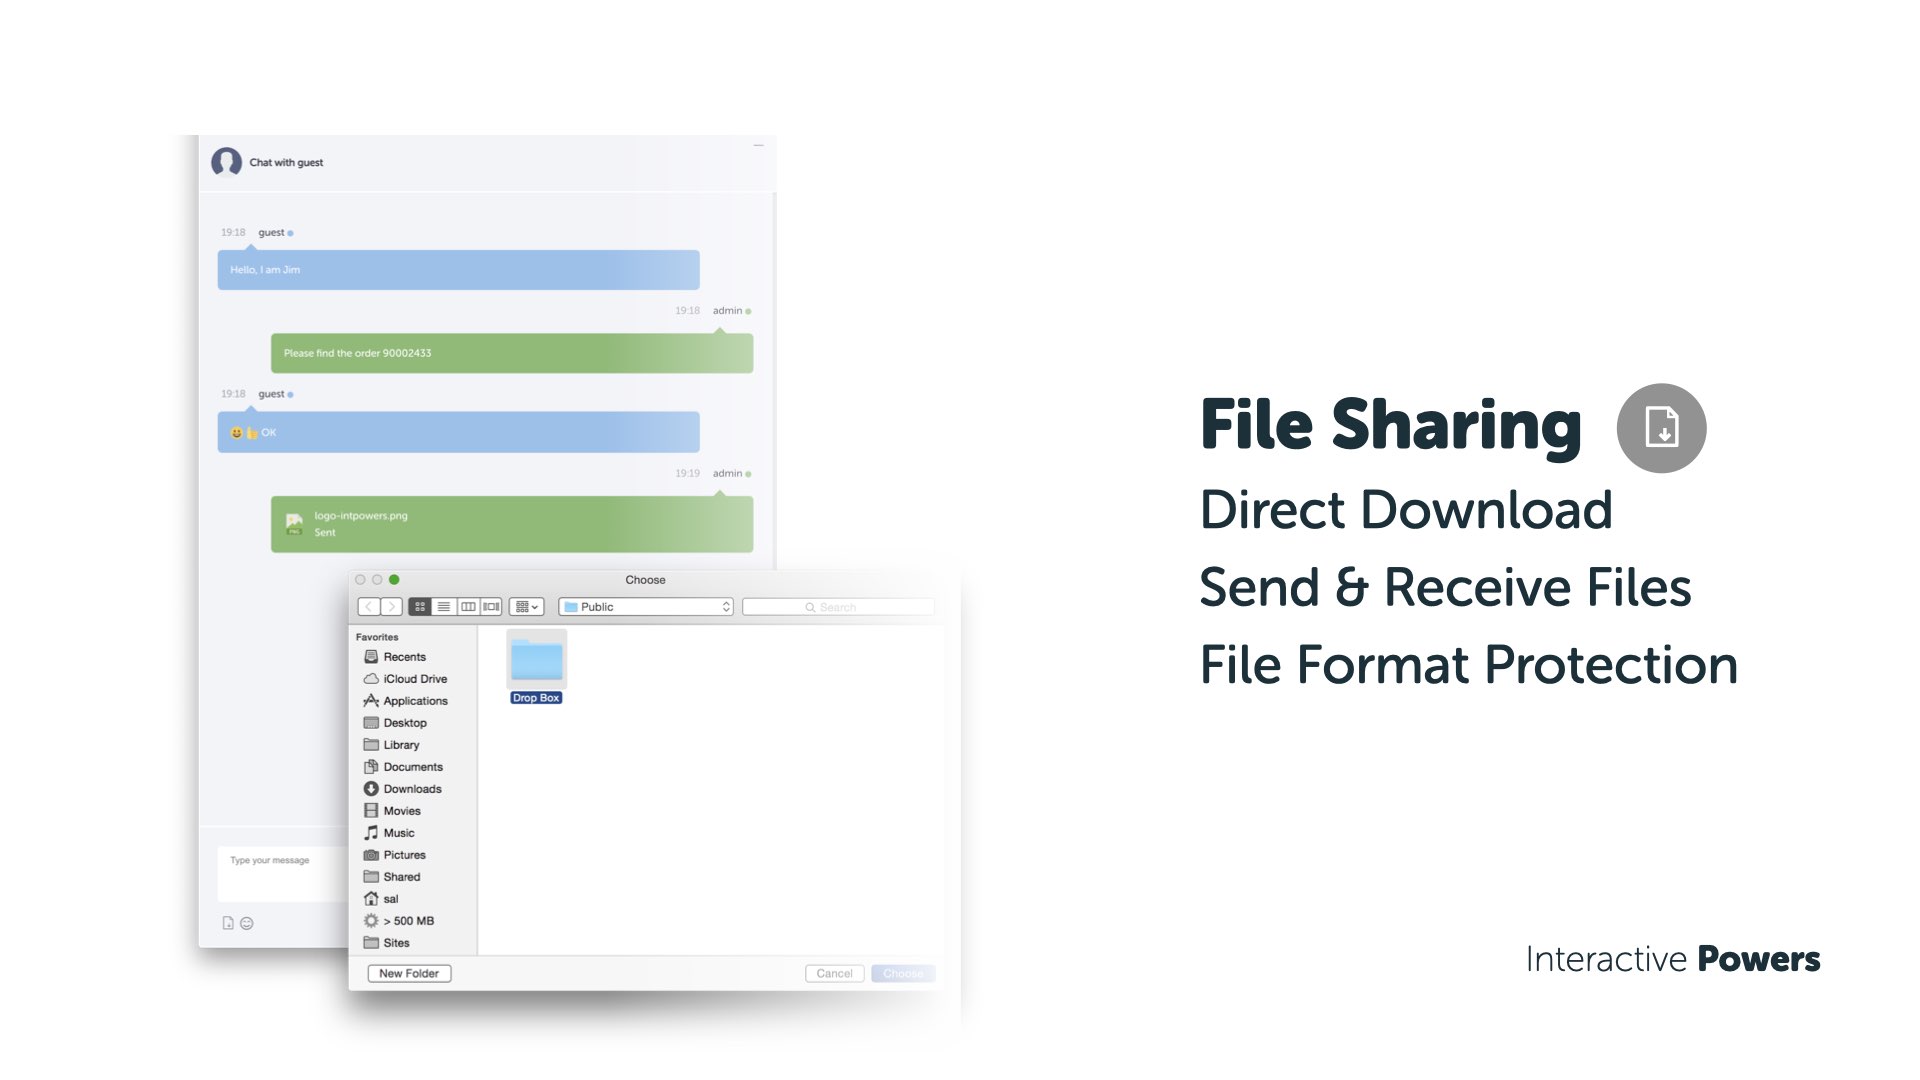 Chat with guest
19:18 guest
Hello, I am Jim
19:18 admin
Please find the order 90002433
19:18 guest
OK
19:19 admin
logo-intpowers.png
Sent
PNG
Type your message
Choose
Public
Search
Favorites
Recents
iCloud Drive
Applications
Desktop
Library
Documents
Downloads
Movies
Music
Pictures
Shared
sal
> 500 MB
Sites
Drop Box
New Folder
Cancel
Choose
File Sharing
Direct Download
Send & Receive Files
File Format Protection
Interactive Powers